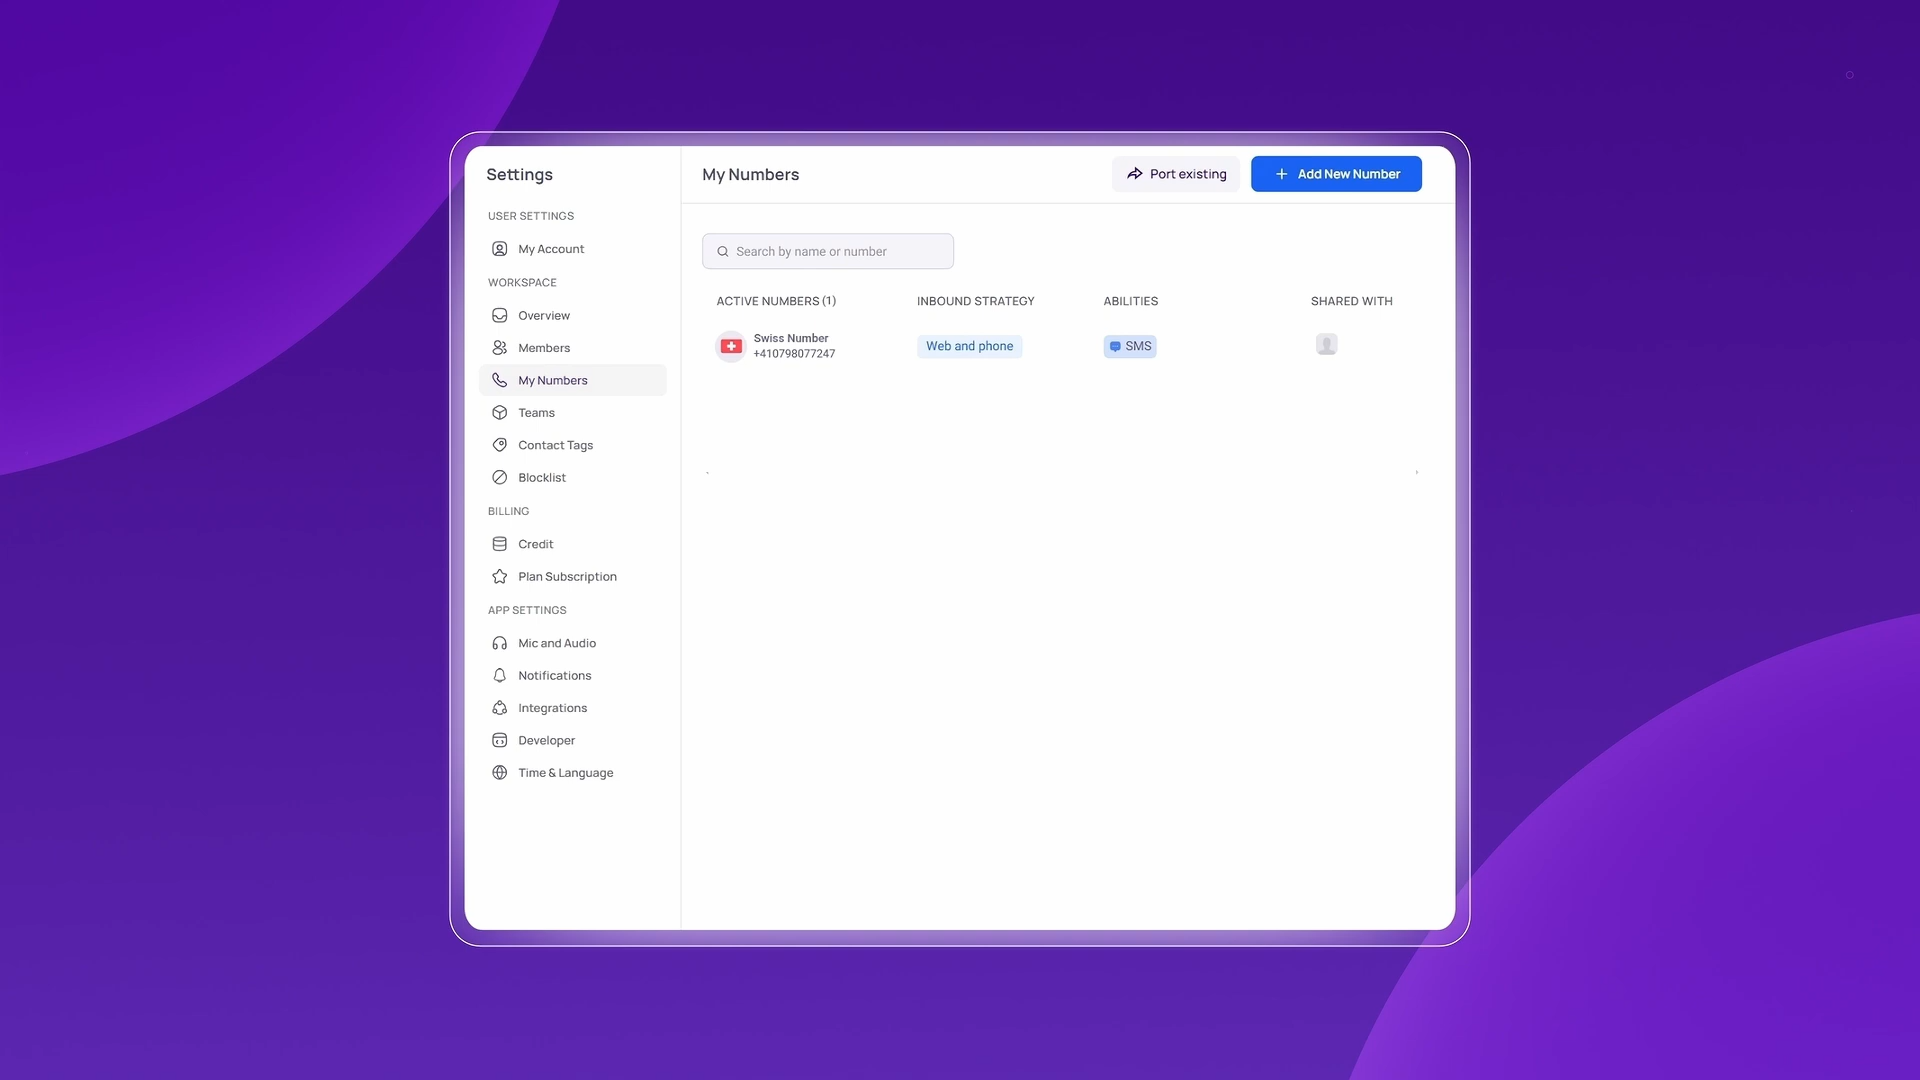 Settings
USER SETTINGS
My Account
WORKSPACE
Overview
Members
My Numbers
Teams
Contact Tags
Blocklist
BILLING
Credit
Plan Subscription
APP SETTINGS
Mic and Audio
Notifications
Integrations
Developer
Time & Language
My Numbers
Port existing
Add New Number
Search by name or number
ACTIVE NUMBERS (1) INBOUND STRATEGY ABILITIES SHARED WITH
Swiss Number
+410798077247
Web and phone
SMS